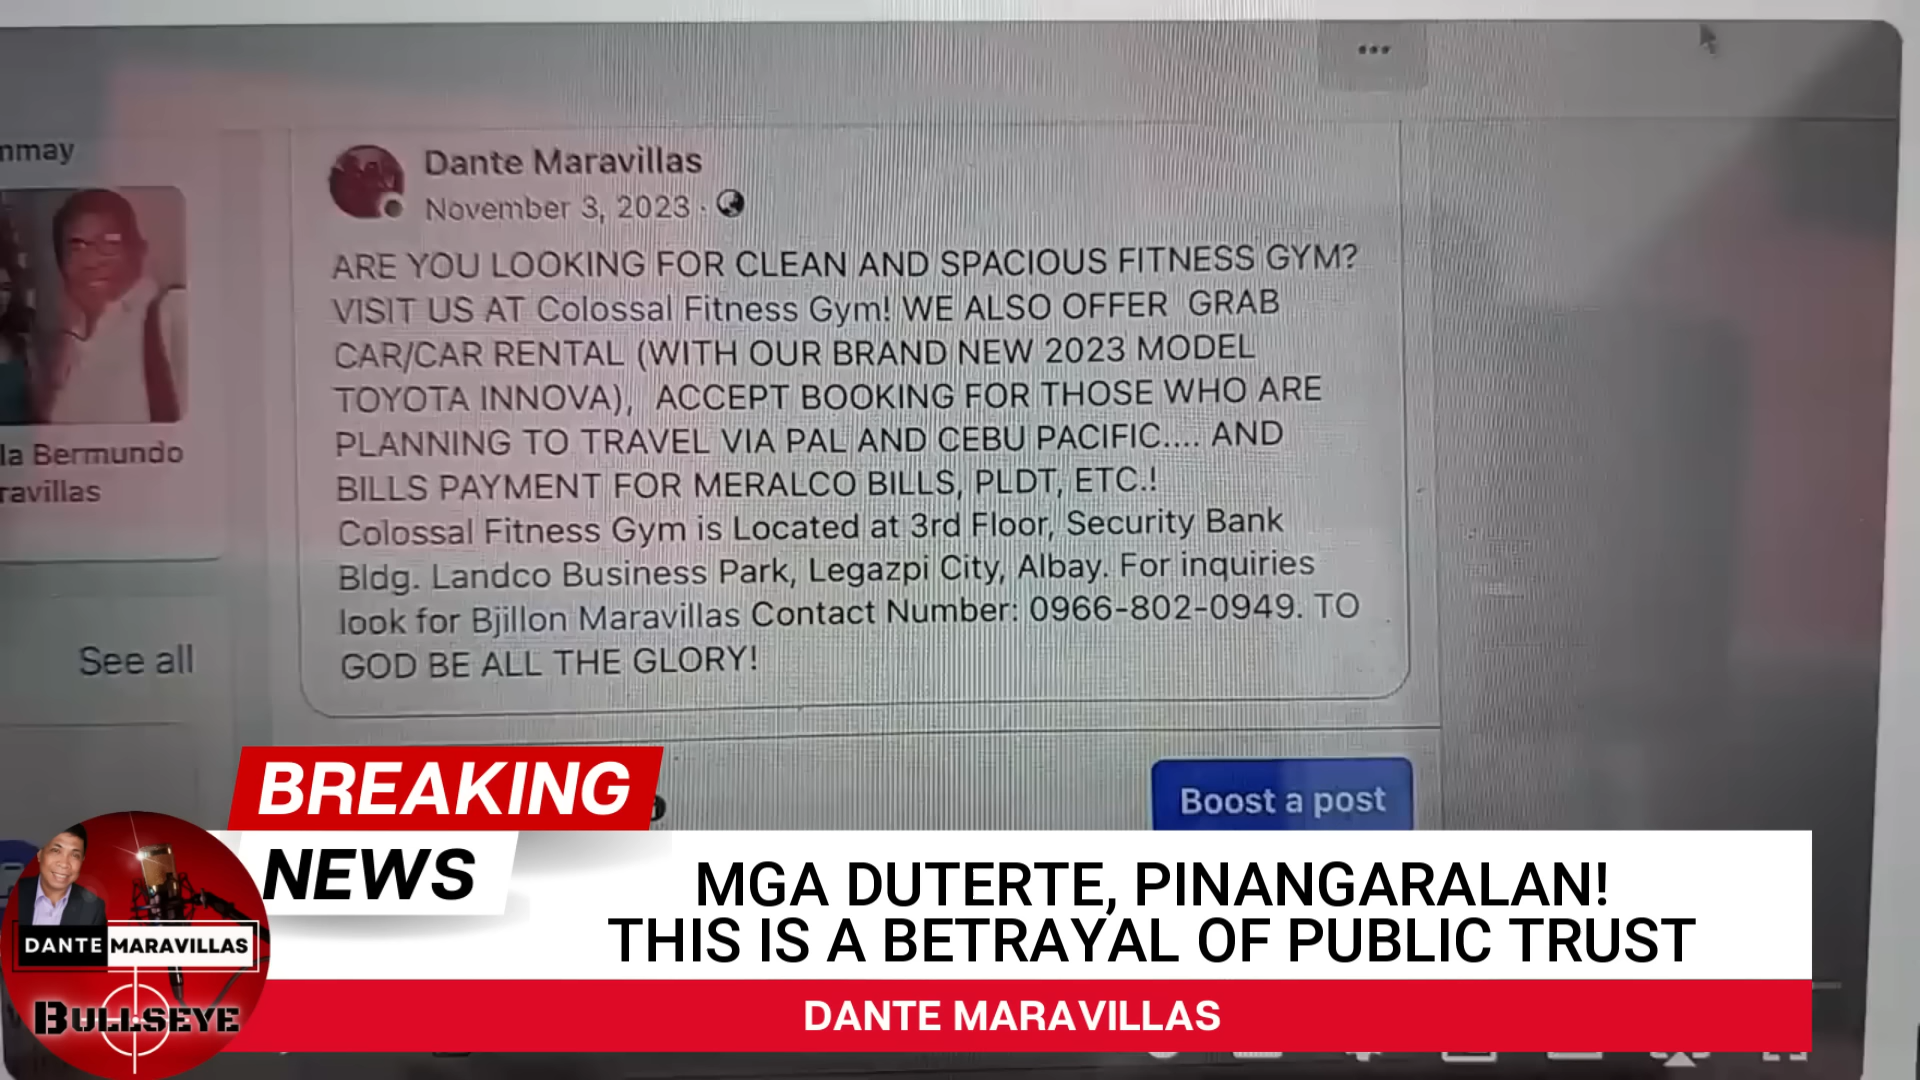 ...
nmay
la Bermundo
ravillas
See all
Dante Maravillas
November 3, 2023 ·
ARE YOU LOOKING FOR CLEAN AND SPACIOUS FITNESS GYM?
VISIT US AT Colossal Fitness Gym! WE ALSO OFFER GRAB
CAR/CAR RENTAL (WITH OUR BRAND NEW 2023 MODEL
TOYOTA INNOVA), ACCEPT BOOKING FOR THOSE WHO ARE
PLANNING TO TRAVEL VIA PAL AND CEBU PACIFIC.... AND
BILLS PAYMENT FOR MERALCO BILLS, PLDT, ETC.!
Colossal Fitness Gym is Located at 3rd Floor, Security Bank
Bldg. Landco Business Park, Legazpi City, Albay. For inquiries
look for Bjillon Maravillas Contact Number: 0966-802-0949. TO
GOD BE ALL THE GLORY!
Boost a post
BREAKING
NEWS
MGA DUTERTE, PINANGARALAN!
THIS IS A BETRAYAL OF PUBLIC TRUST
DANTE MARAVILLAS
DANTE MARAVILLAS
BULLSEYE